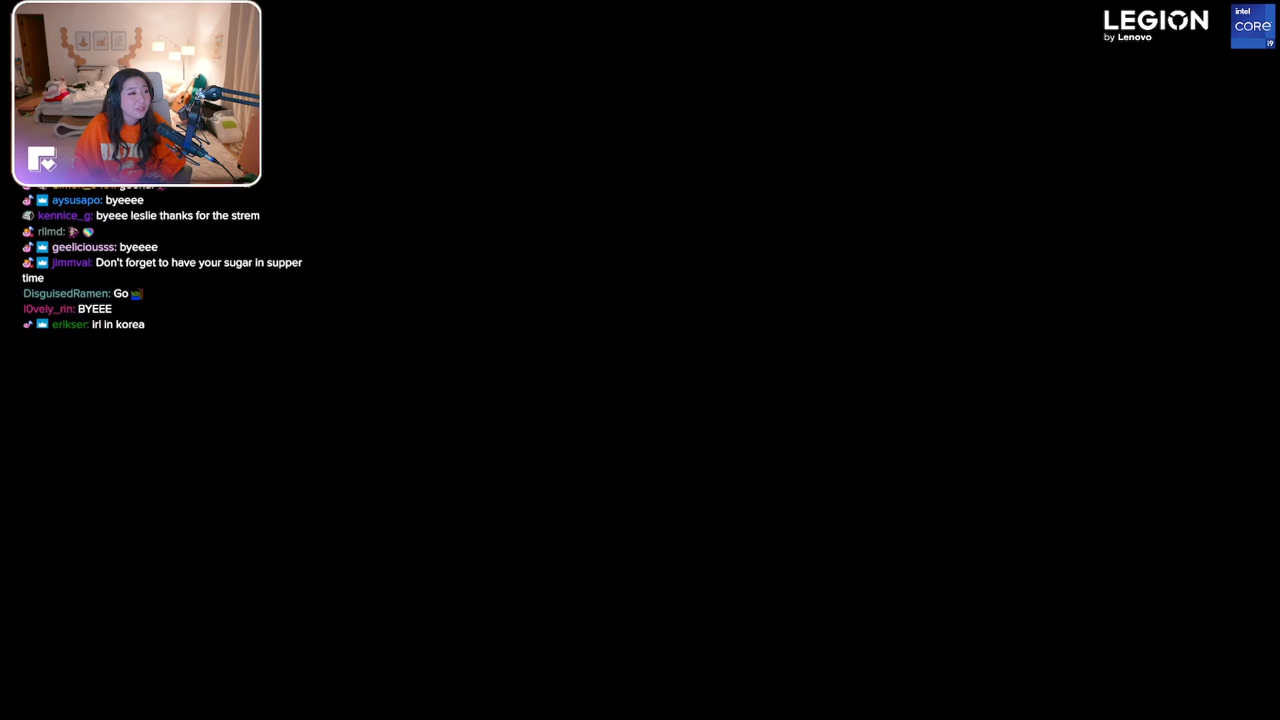 LEGION
by Lenovo
intel
CORE
i9
aysusapo: byeeee
kennice_g: byeee leslie thanks for the strem
rllmd:
geeliciousss: byeeee
jimmval: Don't forget to have your sugar in supper
time
DisguisedRamen: Go
l0vely_rin: BYEEE
erikser: irl in korea